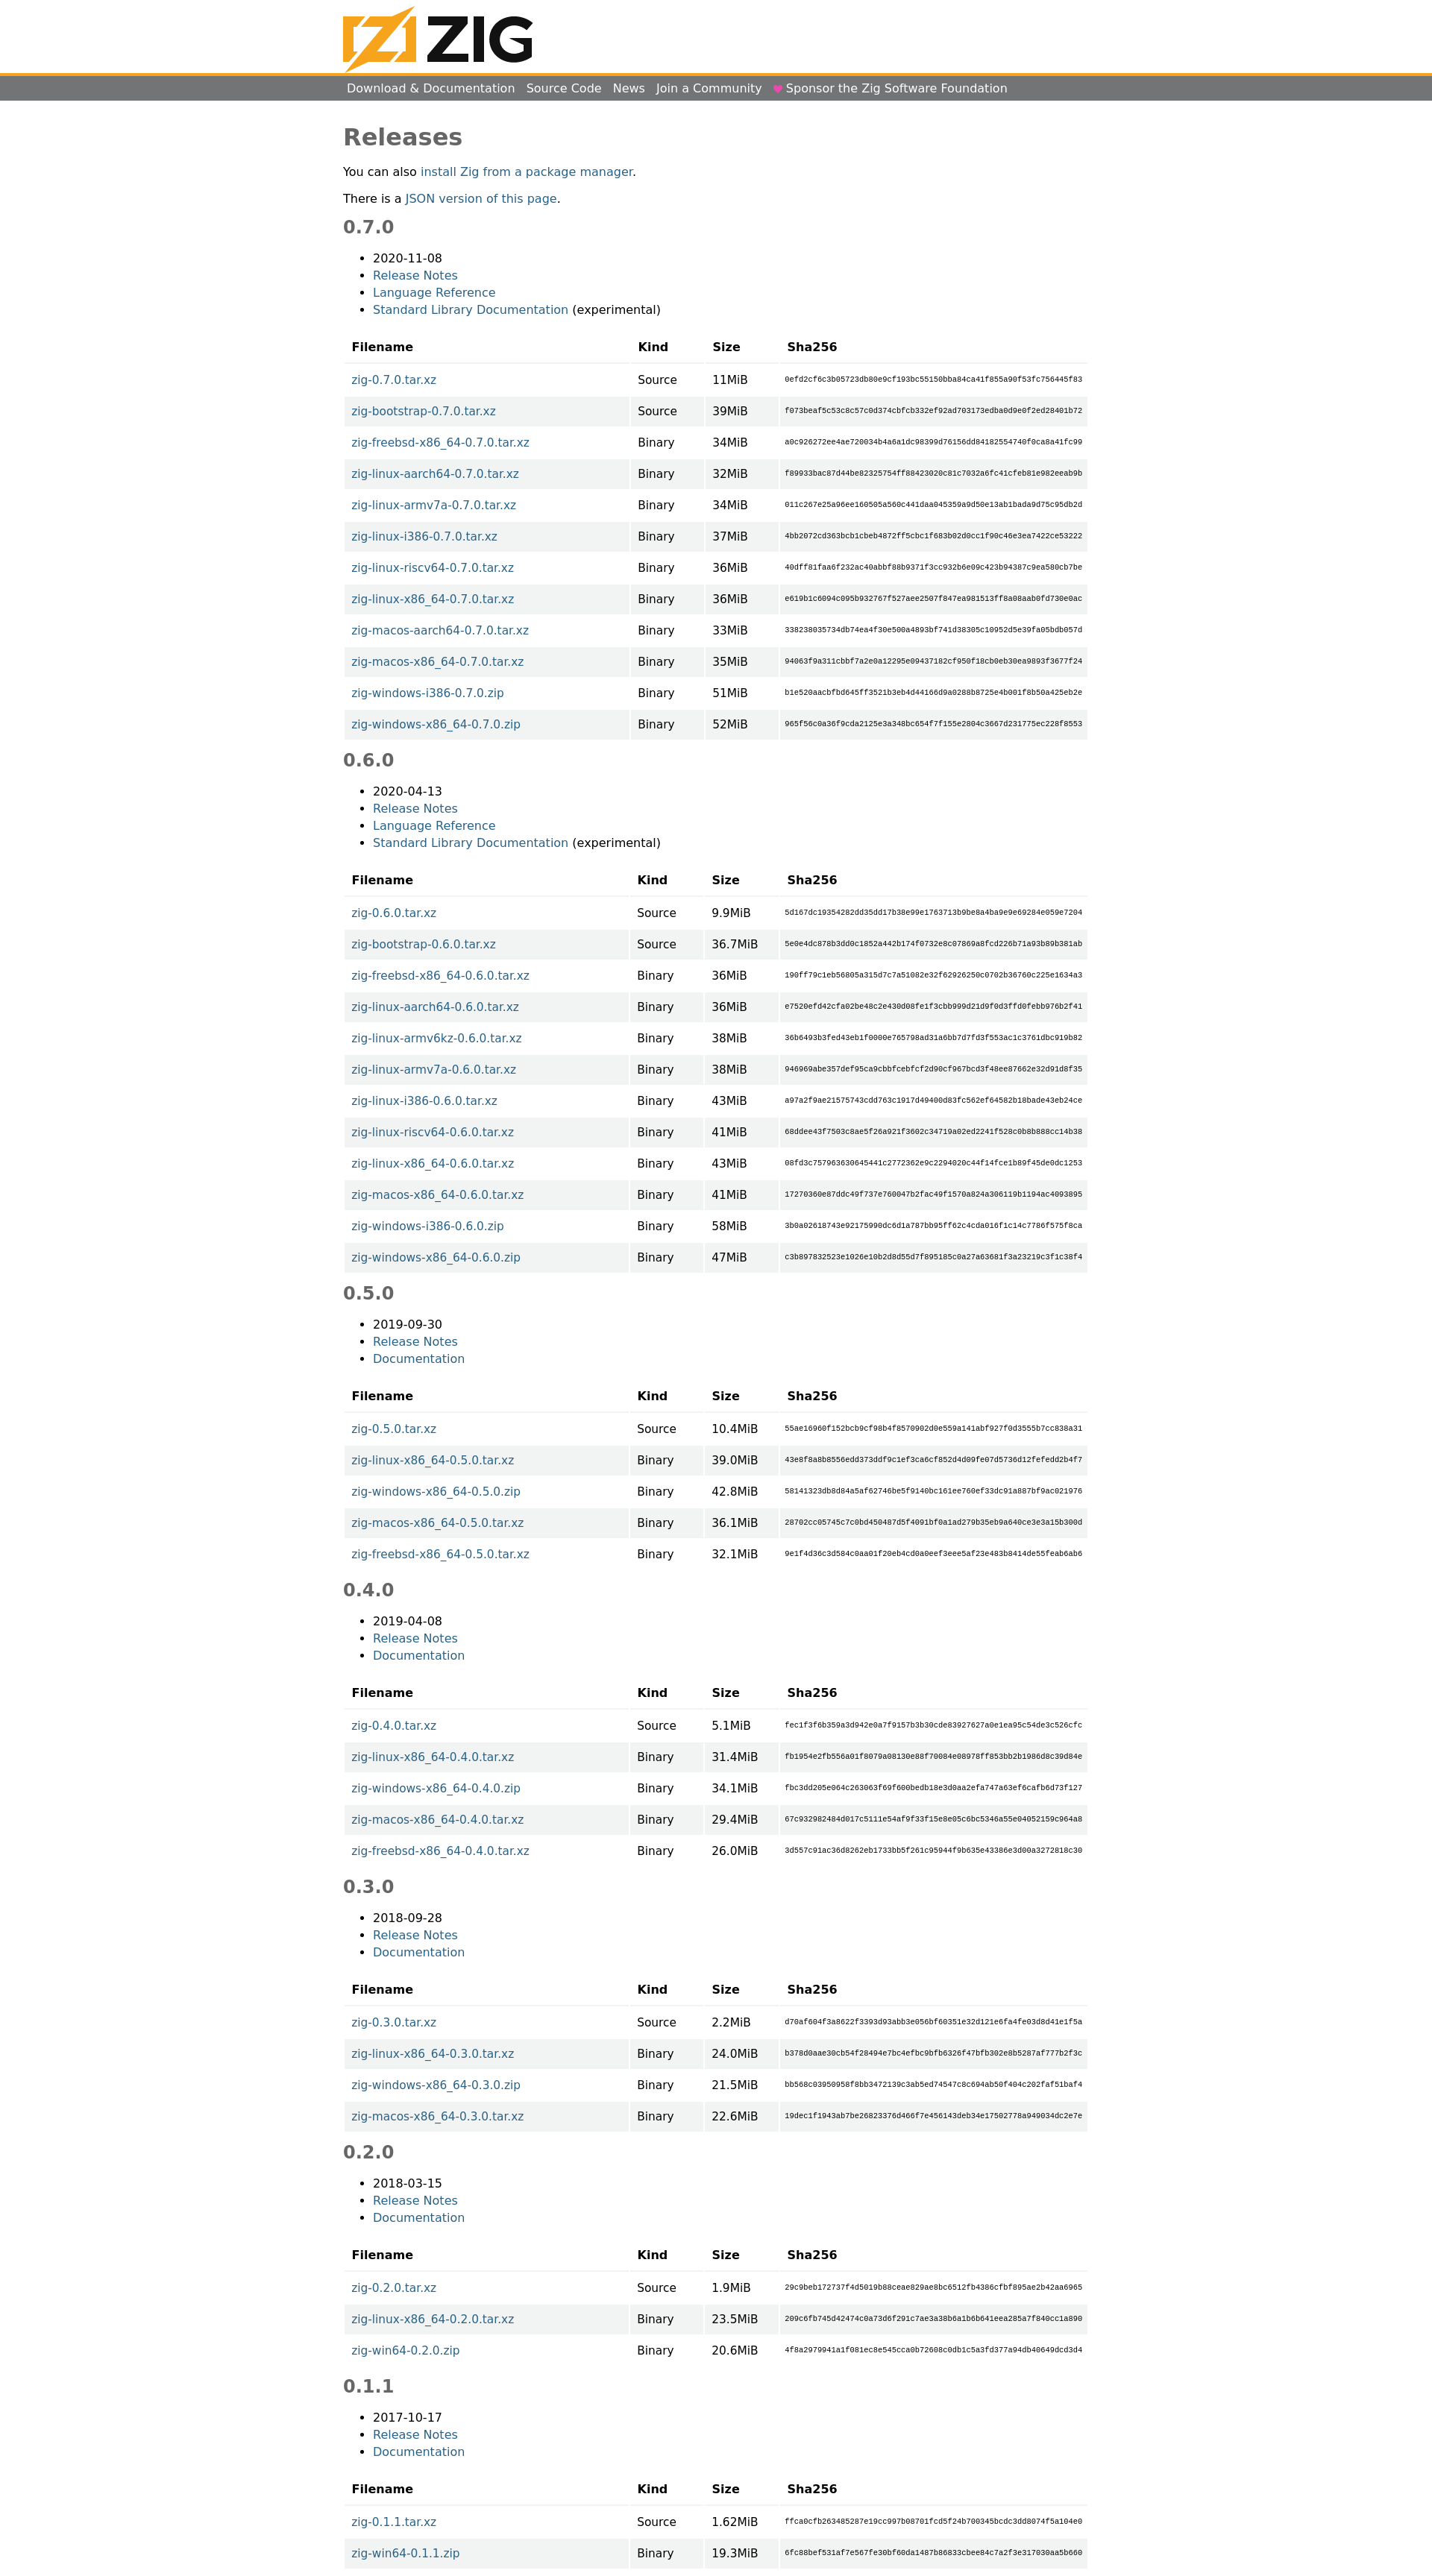 ZIG
Download & Documentation Source Code News Join a Community Sponsor the Zig Software Foundation
Releases
You can also install Zig from a package manager.
There is a JSON version of this page.
0.7.0
2020-11-08
Release Notes
Language Reference
Standard Library Documentation (experimental)
Filename Kind Size Sha256
zig-0.7.0.tar.xz Source 11MiB 0efd2cf6c3b05723db80e9cf193bc55150bba84ca41f855a90f53fc756445f83
zig-bootstrap-0.7.0.tar.xz Source 39MiB f073beaf5c53c8c57c0d374cbfcb332ef92ad703173edba0d9e0f2ed28401b72
zig-freebsd-x86_64-0.7.0.tar.xz Binary 34MiB a0c926272ee4ae720034b4a6a1dc98399d76156dd84182554740f0ca8a41fc99
zig-linux-aarch64-0.7.0.tar.xz Binary 32MiB f89933bac87d44be82325754ff88423020c81c7032a6fc41cfeb81e982eeab9b
zig-linux-armv7a-0.7.0.tar.xz Binary 34MiB 011c267e25a96ee160505a560c441daa045359a9d50e13ab1bada9d75c95db2d
zig-linux-i386-0.7.0.tar.xz Binary 37MiB 4bb2072cd363bcb1cbeb4872ff5cbc1f683b02d0cc1f90c46e3ea7422ce53222
zig-linux-riscv64-0.7.0.tar.xz Binary 36MiB 40dff81faa6f232ac40abbf88b9371f3cc932b6e09c423b94387c9ea580cb7be
zig-linux-x86_64-0.7.0.tar.xz Binary 36MiB e619b1c6094c095b932767f527aee2507f847ea981513ff8a08aab0fd730e0ac
zig-macos-aarch64-0.7.0.tar.xz Binary 33MiB 338238035734db74ea4f30e500a4893bf741d38305c10952d5e39fa05bdb057d
zig-macos-x86_64-0.7.0.tar.xz Binary 35MiB 94063f9a311cbbf7a2e0a12295e09437182cf950f18cb0eb30ea9893f3677f24
zig-windows-i386-0.7.0.zip Binary 51MiB b1e520aacbfbd645ff3521b3eb4d44166d9a0288b8725e4b001f8b50a425eb2e
zig-windows-x86_64-0.7.0.zip Binary 52MiB 965f56c0a36f9cda2125e3a348bc654f7f155e2804c3667d231775ec228f8553
0.6.0
2020-04-13
Release Notes
Language Reference
Standard Library Documentation (experimental)
Filename Kind Size Sha256
zig-0.6.0.tar.xz Source 9.9MiB 5d167dc19354282dd35dd17b38e99e1763713b9be8a4ba9e9e69284e059e7204
zig-bootstrap-0.6.0.tar.xz Source 36.7MiB 5e0e4dc878b3dd0c1852a442b174f0732e8c07869a8fcd226b71a93b89b381ab
zig-freebsd-x86_64-0.6.0.tar.xz Binary 36MiB 190ff79c1eb56805a315d7c7a51082e32f62926250c0702b36760c225e1634a3
zig-linux-aarch64-0.6.0.tar.xz Binary 36MiB e7520efd42cfa02be48c2e430d08fe1f3cbb999d21d9f0d3ffd0febb976b2f41
zig-linux-armv6kz-0.6.0.tar.xz Binary 38MiB 36b6493b3fed43eb1f0000e765798ad31a6bb7d7fd3f553ac1c3761dbc919b82
zig-linux-armv7a-0.6.0.tar.xz Binary 38MiB 946969abe357def95ca9cbbfcebfcf2d90cf967bcd3f48ee87662e32d91d8f35
zig-linux-i386-0.6.0.tar.xz Binary 43MiB a97a2f9ae21575743cdd763c1917d49400d83fc562ef64582b18bade43eb24ce
zig-linux-riscv64-0.6.0.tar.xz Binary 41MiB 68ddee43f7503c8ae5f26a921f3602c34719a02ed2241f528c0b8b888cc14b38
zig-linux-x86_64-0.6.0.tar.xz Binary 43MiB 08fd3c757963630645441c2772362e9c2294020c44f14fce1b89f45de0dc1253
zig-macos-x86_64-0.6.0.tar.xz Binary 41MiB 17270360e87ddc49f737e760047b2fac49f1570a824a306119b1194ac4093895
zig-windows-i386-0.6.0.zip Binary 58MiB 3b0a02618743e92175990dc6d1a787bb95ff62c4cda016f1c14c7786f575f8ca
zig-windows-x86_64-0.6.0.zip Binary 47MiB c3b897832523e1026e10b2d8d55d7f895185c0a27a63681f3a23219c3f1c38f4
0.5.0
2019-09-30
Release Notes
Documentation
Filename Kind Size Sha256
zig-0.5.0.tar.xz Source 10.4MiB 55ae16960f152bcb9cf98b4f8570902d0e559a141abf927f0d3555b7cc838a31
zig-linux-x86_64-0.5.0.tar.xz Binary 39.0MiB 43e8f8a8b8556edd373ddf9c1ef3ca6cf852d4d09fe07d5736d12fefedd2b4f7
zig-windows-x86_64-0.5.0.zip Binary 42.8MiB 58141323db8d84a5af62746be5f9140bc161ee760ef33dc91a887bf9ac021976
zig-macos-x86_64-0.5.0.tar.xz Binary 36.1MiB 28702cc05745c7c0bd450487d5f4091bf0a1ad279b35eb9a640ce3e3a15b300d
zig-freebsd-x86_64-0.5.0.tar.xz Binary 32.1MiB 9e1f4d36c3d584c0aa01f20eb4cd0a0eef3eee5af23e483b8414de55feab6ab6
0.4.0
2019-04-08
Release Notes
Documentation
Filename Kind Size Sha256
zig-0.4.0.tar.xz Source 5.1MiB fec1f3f6b359a3d942e0a7f9157b3b30cde83927627a0e1ea95c54de3c526cfc
zig-linux-x86_64-0.4.0.tar.xz Binary 31.4MiB fb1954e2fb556a01f8079a08130e88f70084e08978ff853bb2b1986d8c39d84e
zig-windows-x86_64-0.4.0.zip Binary 34.1MiB fbc3dd205e064c263063f69f600bedb18e3d0aa2efa747a63ef6cafb6d73f127
zig-macos-x86_64-0.4.0.tar.xz Binary 29.4MiB 67c932982484d017c5111e54af9f33f15e8e05c6bc5346a55e04052159c964a8
zig-freebsd-x86_64-0.4.0.tar.xz Binary 26.0MiB 3d557c91ac36d8262eb1733bb5f261c95944f9b635e43386e3d00a3272818c30
0.3.0
2018-09-28
Release Notes
Documentation
Filename Kind Size Sha256
zig-0.3.0.tar.xz Source 2.2MiB d70af604f3a8622f3393d93abb3e056bf60351e32d121e6fa4fe03d8d41e1f5a
zig-linux-x86_64-0.3.0.tar.xz Binary 24.0MiB b378d0aae30cb54f28494e7bc4efbc9bfb6326f47bfb302e8b5287af777b2f3c
zig-windows-x86_64-0.3.0.zip Binary 21.5MiB bb568c03950958f8bb3472139c3ab5ed74547c8c694ab50f404c202faf51baf4
zig-macos-x86_64-0.3.0.tar.xz Binary 22.6MiB 19dec1f1943ab7be26823376d466f7e456143deb34e17502778a949034dc2e7e
0.2.0
2018-03-15
Release Notes
Documentation
Filename Kind Size Sha256
zig-0.2.0.tar.xz Source 1.9MiB 29c9beb172737f4d5019b88ceae829ae8bc6512fb4386cfbf895ae2b42aa6965
zig-linux-x86_64-0.2.0.tar.xz Binary 23.5MiB 209c6fb745d42474c0a73d6f291c7ae3a38b6a1b6b641eea285a7f840cc1a890
zig-win64-0.2.0.zip Binary 20.6MiB 4f8a2979941a1f081ec8e545cca0b72608c0db1c5a3fd377a94db40649dcd3d4
0.1.1
2017-10-17
Release Notes
Documentation
Filename Kind Size Sha256
zig-0.1.1.tar.xz Source 1.62MiB ffca0cfb263485287e19cc997b08701fcd5f24b700345bcdc3dd8074f5a104e0
zig-win64-0.1.1.zip Binary 19.3MiB 6fc88bef531af7e567fe30bf60da1487b86833cbee84c7a2f3e317030aa5b660